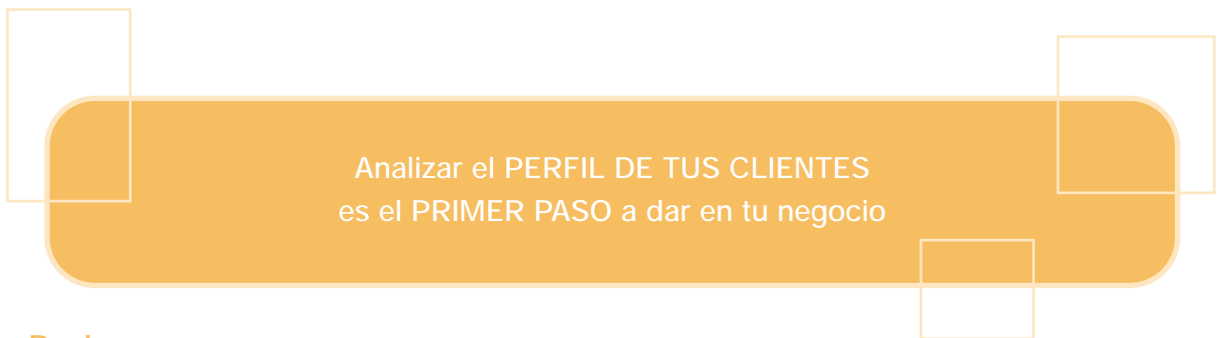 Analizar el PERFIL DE TUS CLIENTES
es el PRIMER PASO a dar en tu negocio